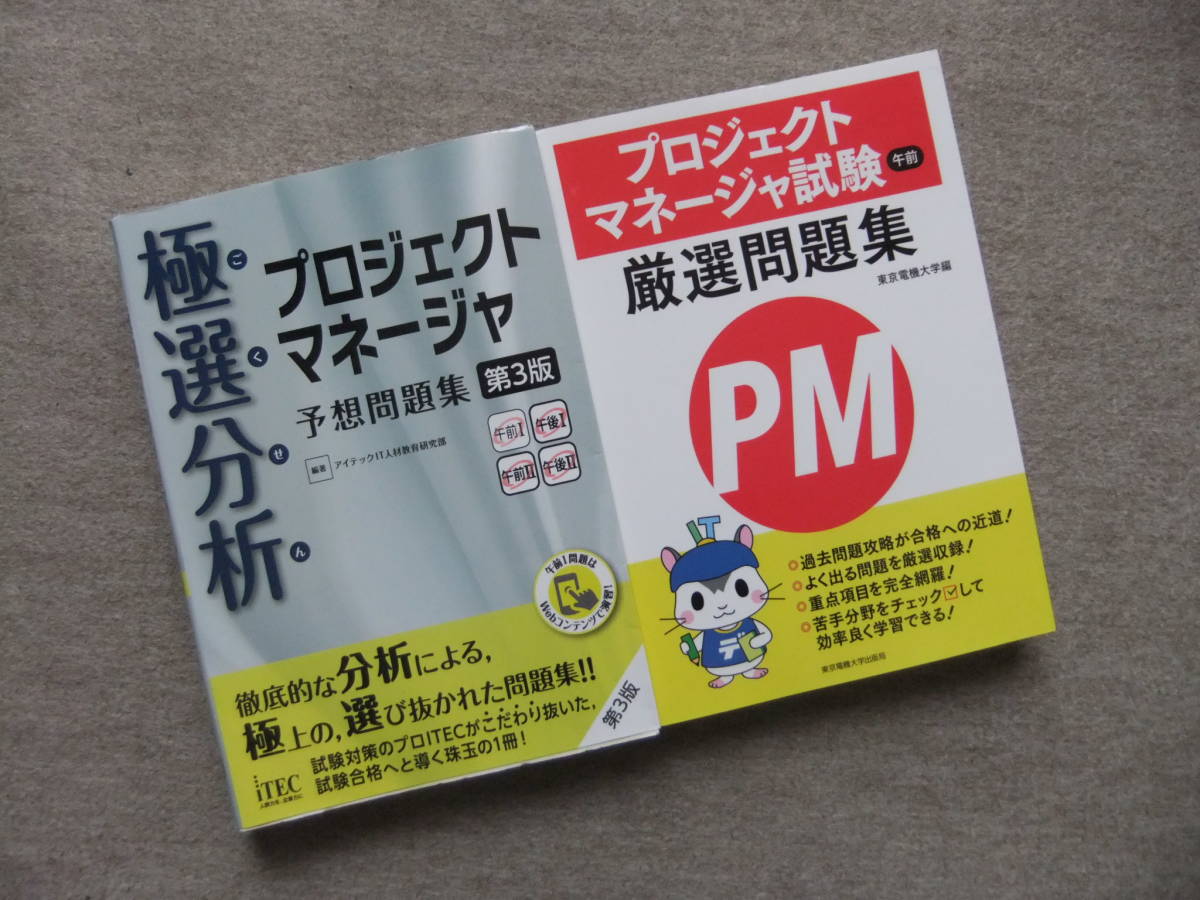 極選分析
ごくせん
プロジェクト
マネージャ
予想問題集 第3版
編著 アイテックIT人材教育研究部
午前I 午後I
午前II 午後II
午前I問題は
Webコンテンツで演習!
徹底的な分析による,
極上の,選び抜かれた問題集!!
試験対策のプロITECがこだわり抜いた,
試験合格へと導く珠玉の1冊!
iTEC
第3版
プロジェクト
マネージャ試験 午前
厳選問題集
東京電機大学編
PM
IT
デ
過去問題攻略が合格への近道!
よく出る問題を厳選収録!
重点項目を完全網羅!
苦手分野をチェックして
効率良く学習できる!
東京電機大学出版局